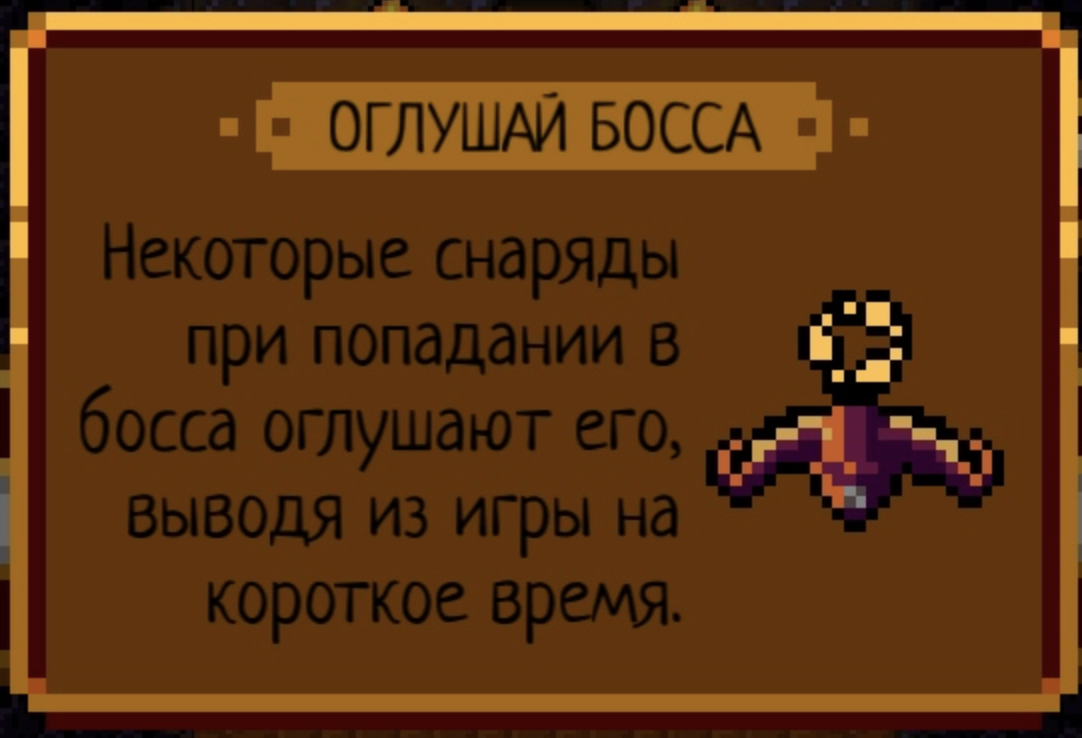 ОГЛУШАЙ БОССА
Некоторые снаряды
при попадании в
босса оглушают его,
выводя из игры на
короткое время.